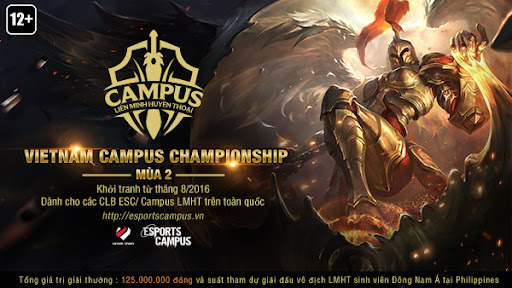 12+
CAMPUS
LIÊN MINH HUYỀN THOẠI
VIETNAM CAMPUS CHAMPIONSHIP
MÙA 2
Khởi tranh từ tháng 8/2016
Dành cho các CLB ESC/ Campus LMHT trên toàn quốc
http://esportscampus.vn
VIETNAM ESPORTS
ESPORTS
CAMPUS
Tổng giá trị giải thưởng : 125.000.000 đồng và suất tham dự giải đấu vô địch LMHT sinh viên Đông Nam Á tại Philippines